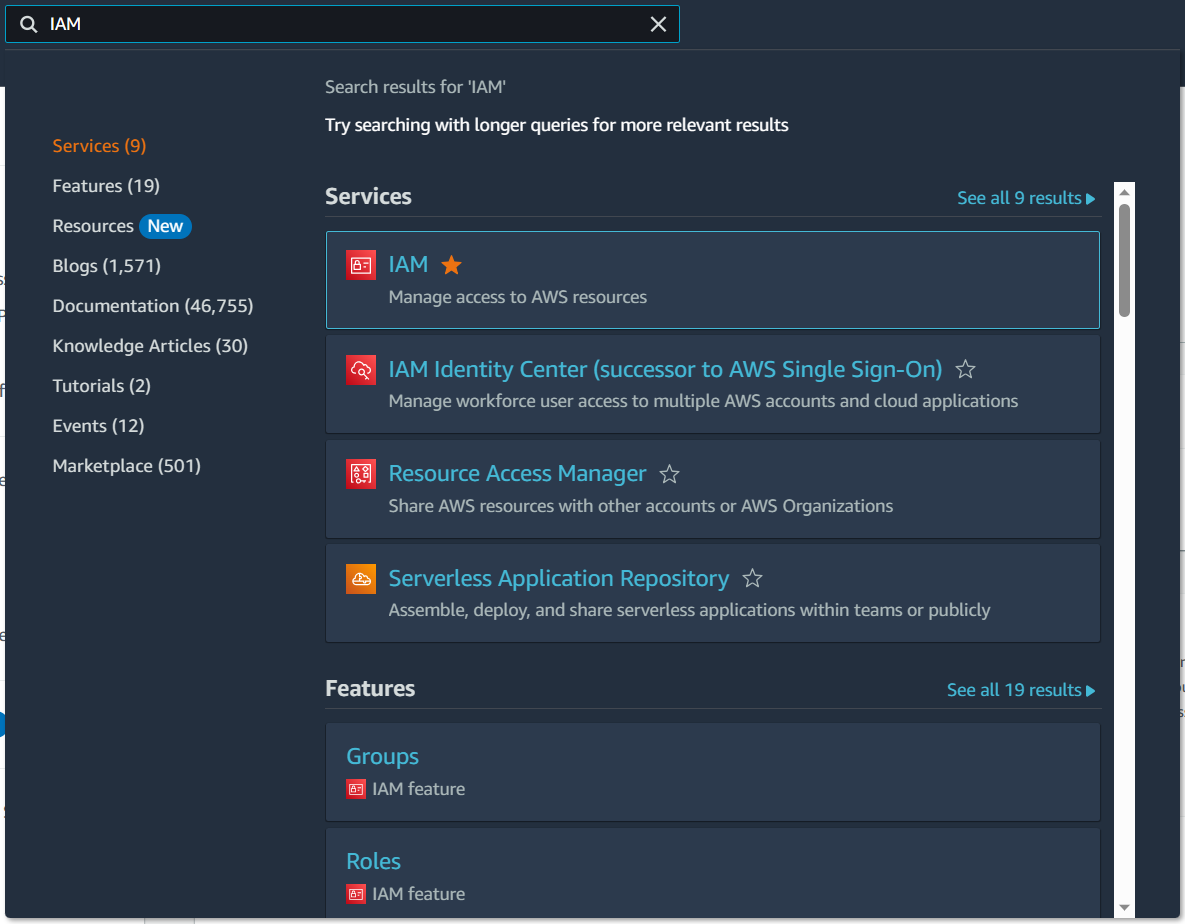 IAM
Search results for 'IAM'
Try searching with longer queries for more relevant results
Services (9)
Features (19)
Resources New
Blogs (1,571)
Documentation (46,755)
Knowledge Articles (30)
Tutorials (2)
Events (12)
Marketplace (501)
Services
See all 9 results
IAM
Manage access to AWS resources
IAM Identity Center (successor to AWS Single Sign-On)
Manage workforce user access to multiple AWS accounts and cloud applications
Resource Access Manager
Share AWS resources with other accounts or AWS Organizations
Serverless Application Repository
Assemble, deploy, and share serverless applications within teams or publicly
Features
See all 19 results
Groups
IAM feature
Roles
IAM feature